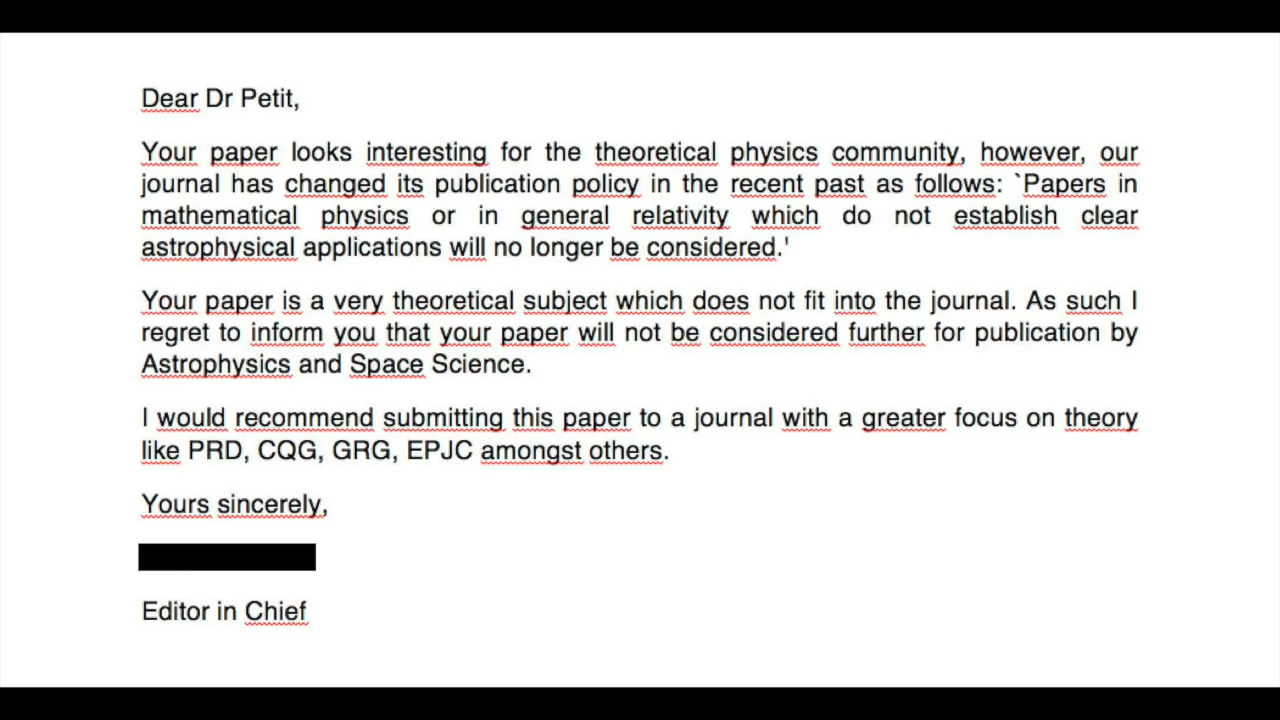 Dear Dr Petit,
Your paper looks interesting for the theoretical physics community, however, our
journal has changed its publication policy in the recent past as follows: `Papers in
mathematical physics or in general relativity which do not establish clear
astrophysical applications will no longer be considered.'
Your paper is a very theoretical subject which does not fit into the journal. As such I
regret to inform you that your paper will not be considered further for publication by
Astrophysics and Space Science.
I would recommend submitting this paper to a journal with a greater focus on theory
like PRD, CQG, GRG, EPJC amongst others.
Yours sincerely,
Editor in Chief